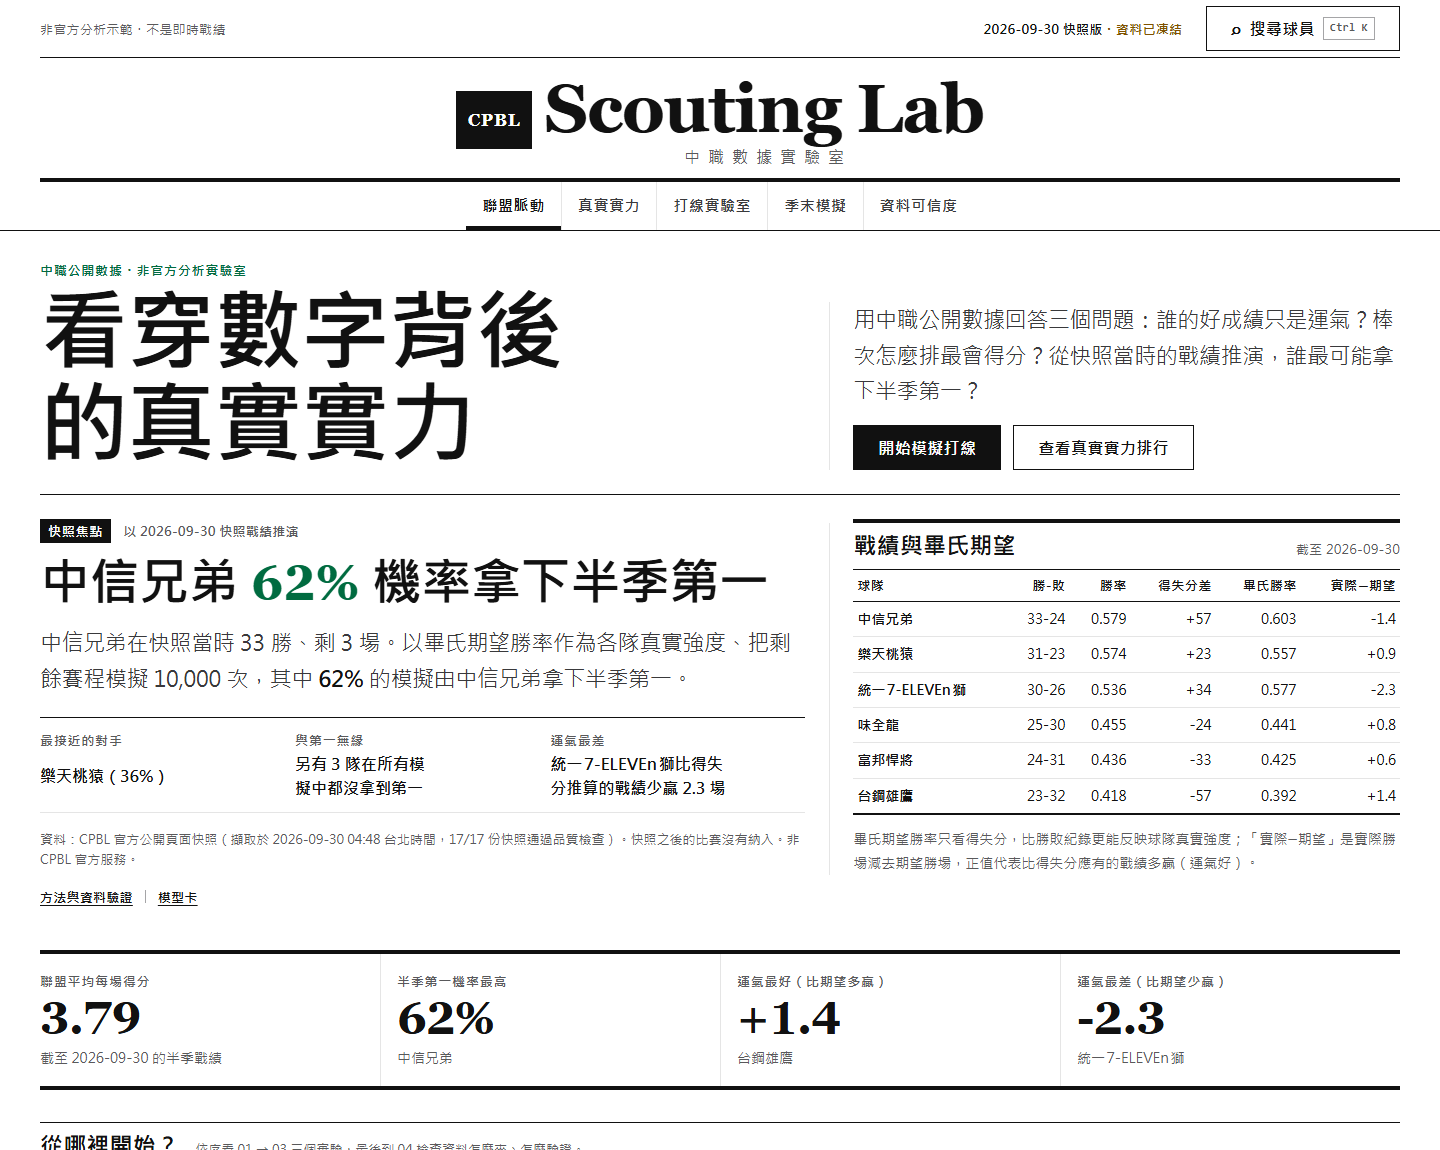 非官方分析示範・不是即時戰績
2026-09-30 快照版・資料已凍結
搜尋球員 Ctrl K
CPBL Scouting Lab
中職數據實驗室
聯盟脈動
真實實力
打線實驗室
季末模擬
資料可信度
中職公開數據・非官方分析實驗室
看穿數字背後
的真實實力
用中職公開數據回答三個問題：誰的好成績只是運氣？棒
次怎麼排最會得分？從快照當時的戰績推演，誰最可能拿
下半季第一？
開始模擬打線
查看真實實力排行
快照焦點 以 2026-09-30 快照戰績推演
中信兄弟 62% 機率拿下半季第一
中信兄弟在快照當時 33 勝、剩 3 場。以畢氏期望勝率作為各隊真實強度、把剩
餘賽程模擬 10,000 次，其中 62% 的模擬由中信兄弟拿下半季第一。
最接近的對手
樂天桃猿（36%）
與第一無緣
另有 3 隊在所有模
擬中都沒拿到第一
運氣最差
統一7-ELEVEn獅比得失
分推算的戰績少贏 2.3 場
資料：CPBL 官方公開頁面快照（擷取於 2026-09-30 04:48 台北時間，17/17 份快照通過品質檢查）。快照之後的比賽沒有納入。非
CPBL 官方服務。
方法與資料驗證
模型卡
戰績與畢氏期望 截至 2026-09-30
球隊 勝-敗 勝率 得失分差 畢氏勝率 實際−期望
中信兄弟 33-24 0.579 +57 0.603 -1.4
樂天桃猿 31-23 0.574 +23 0.557 +0.9
統一7-ELEVEn獅 30-26 0.536 +34 0.577 -2.3
味全龍 25-30 0.455 -24 0.441 +0.8
富邦悍將 24-31 0.436 -33 0.425 +0.6
台鋼雄鷹 23-32 0.418 -57 0.392 +1.4
畢氏期望勝率只看得失分，比勝敗紀錄更能反映球隊真實強度；「實際−期望」是實際勝
場減去期望勝場，正值代表比得失分應有的戰績多贏（運氣好）。
聯盟平均每場得分
3.79
截至 2026-09-30 的半季戰績
半季第一機率最高
62%
中信兄弟
運氣最好（比期望多贏）
+1.4
台鋼雄鷹
運氣最差（比期望少贏）
-2.3
統一7-ELEVEn獅
從哪裡開始？ 依序看 01 → 03 三個實驗，最後到 04 檢查資料怎麼來、怎麼驗證。